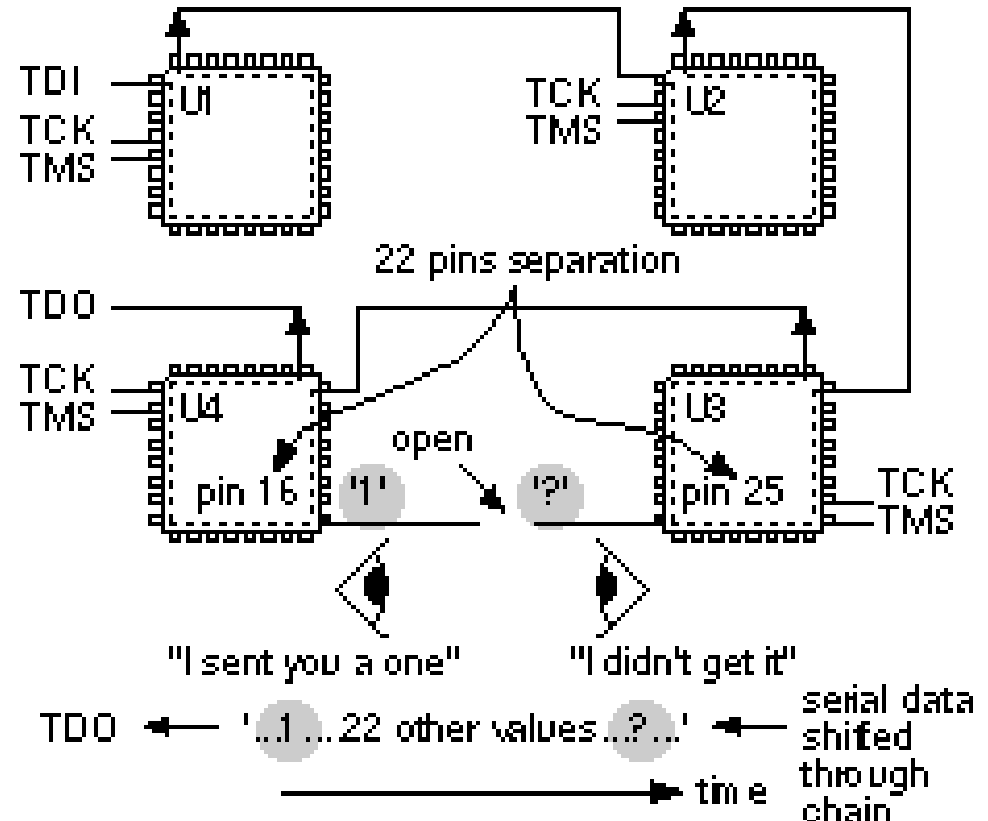 TDI
U1
TCK
TMS
TCK
TMS
U2
22 pins separation
TDO
TCK
TMS
U4
U3
open
pin 16
'1'
'?'
pin 25
TCK
TMS
"I sent you a one"
"I didn't get it"
TDO
'...1 ...22 other values...?...'
serial data
shifted
through
chain
time